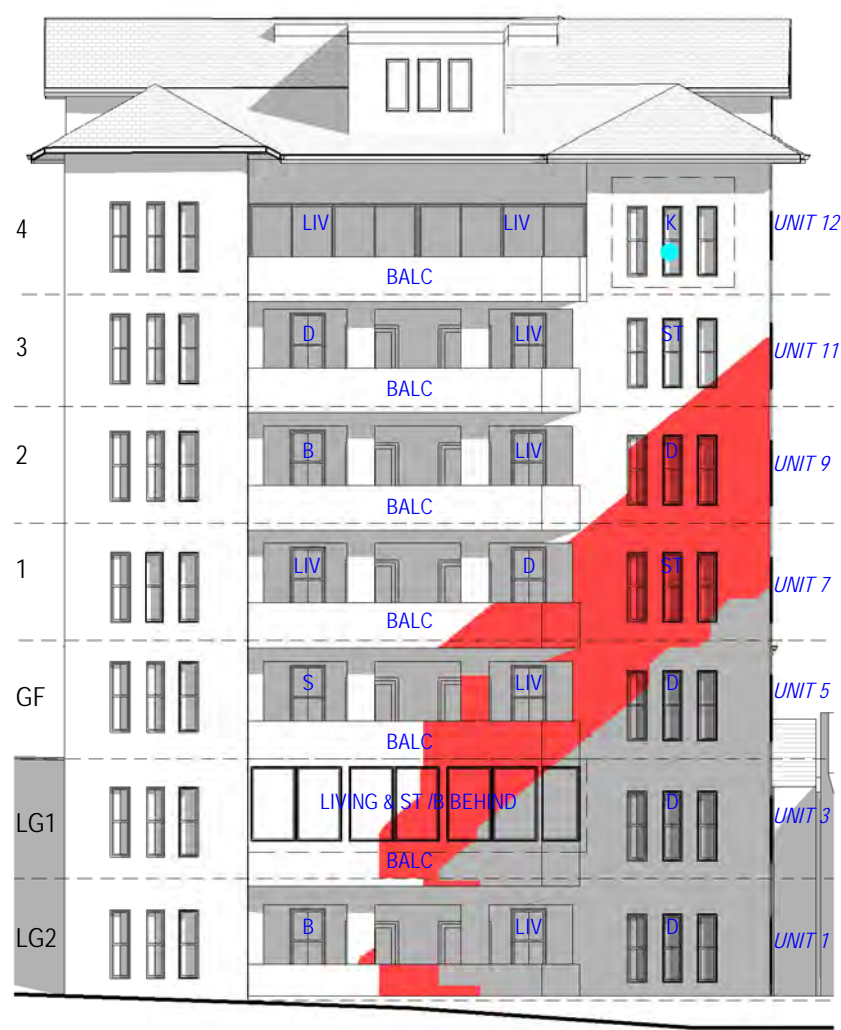 4 LIV LIV K UNIT 12
BALC
3 D LIV ST UNIT 11
BALC
2 B LIV D UNIT 9
BALC
1 LIV D ST UNIT 7
BALC
GF S LIV D UNIT 5
BALC
LG1 LIVING & ST /B BEHIND D UNIT 3
BALC
LG2 B LIV D UNIT 1